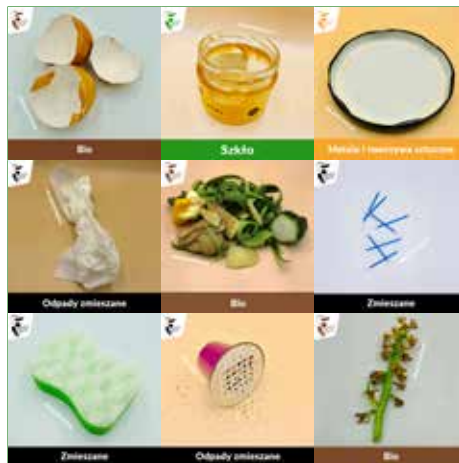 Bio
Szkło
Metale i tworzywa sztuczne
Odpady zmieszane
Bio
Zmieszane
Zmieszane
Odpady zmieszane
Bio